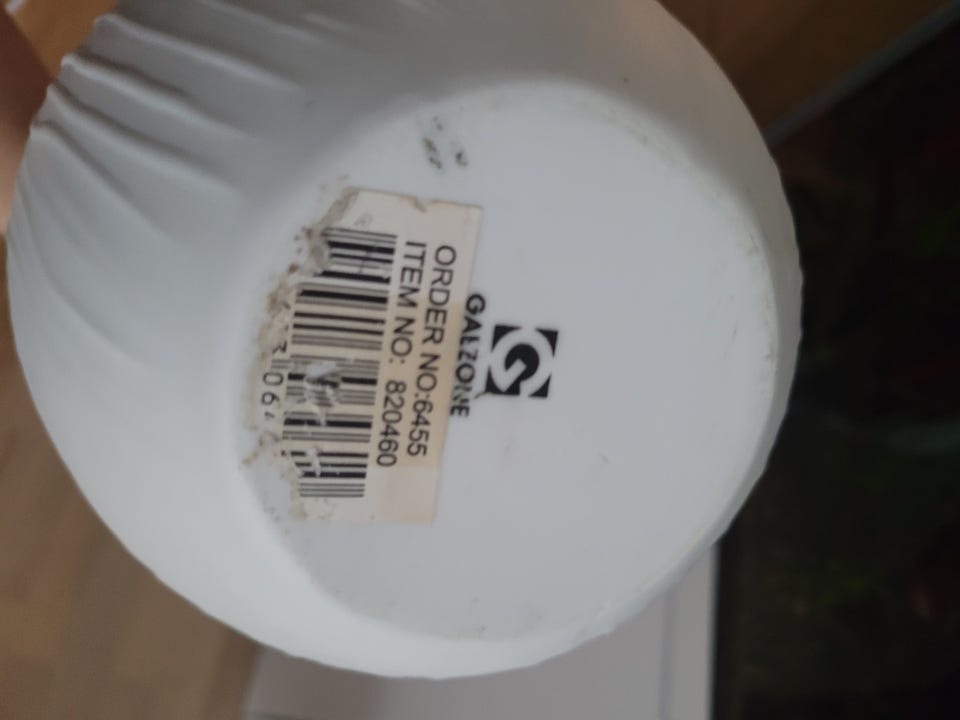 G
GALZONE
ORDER NO:6455
ITEM NO: 820460